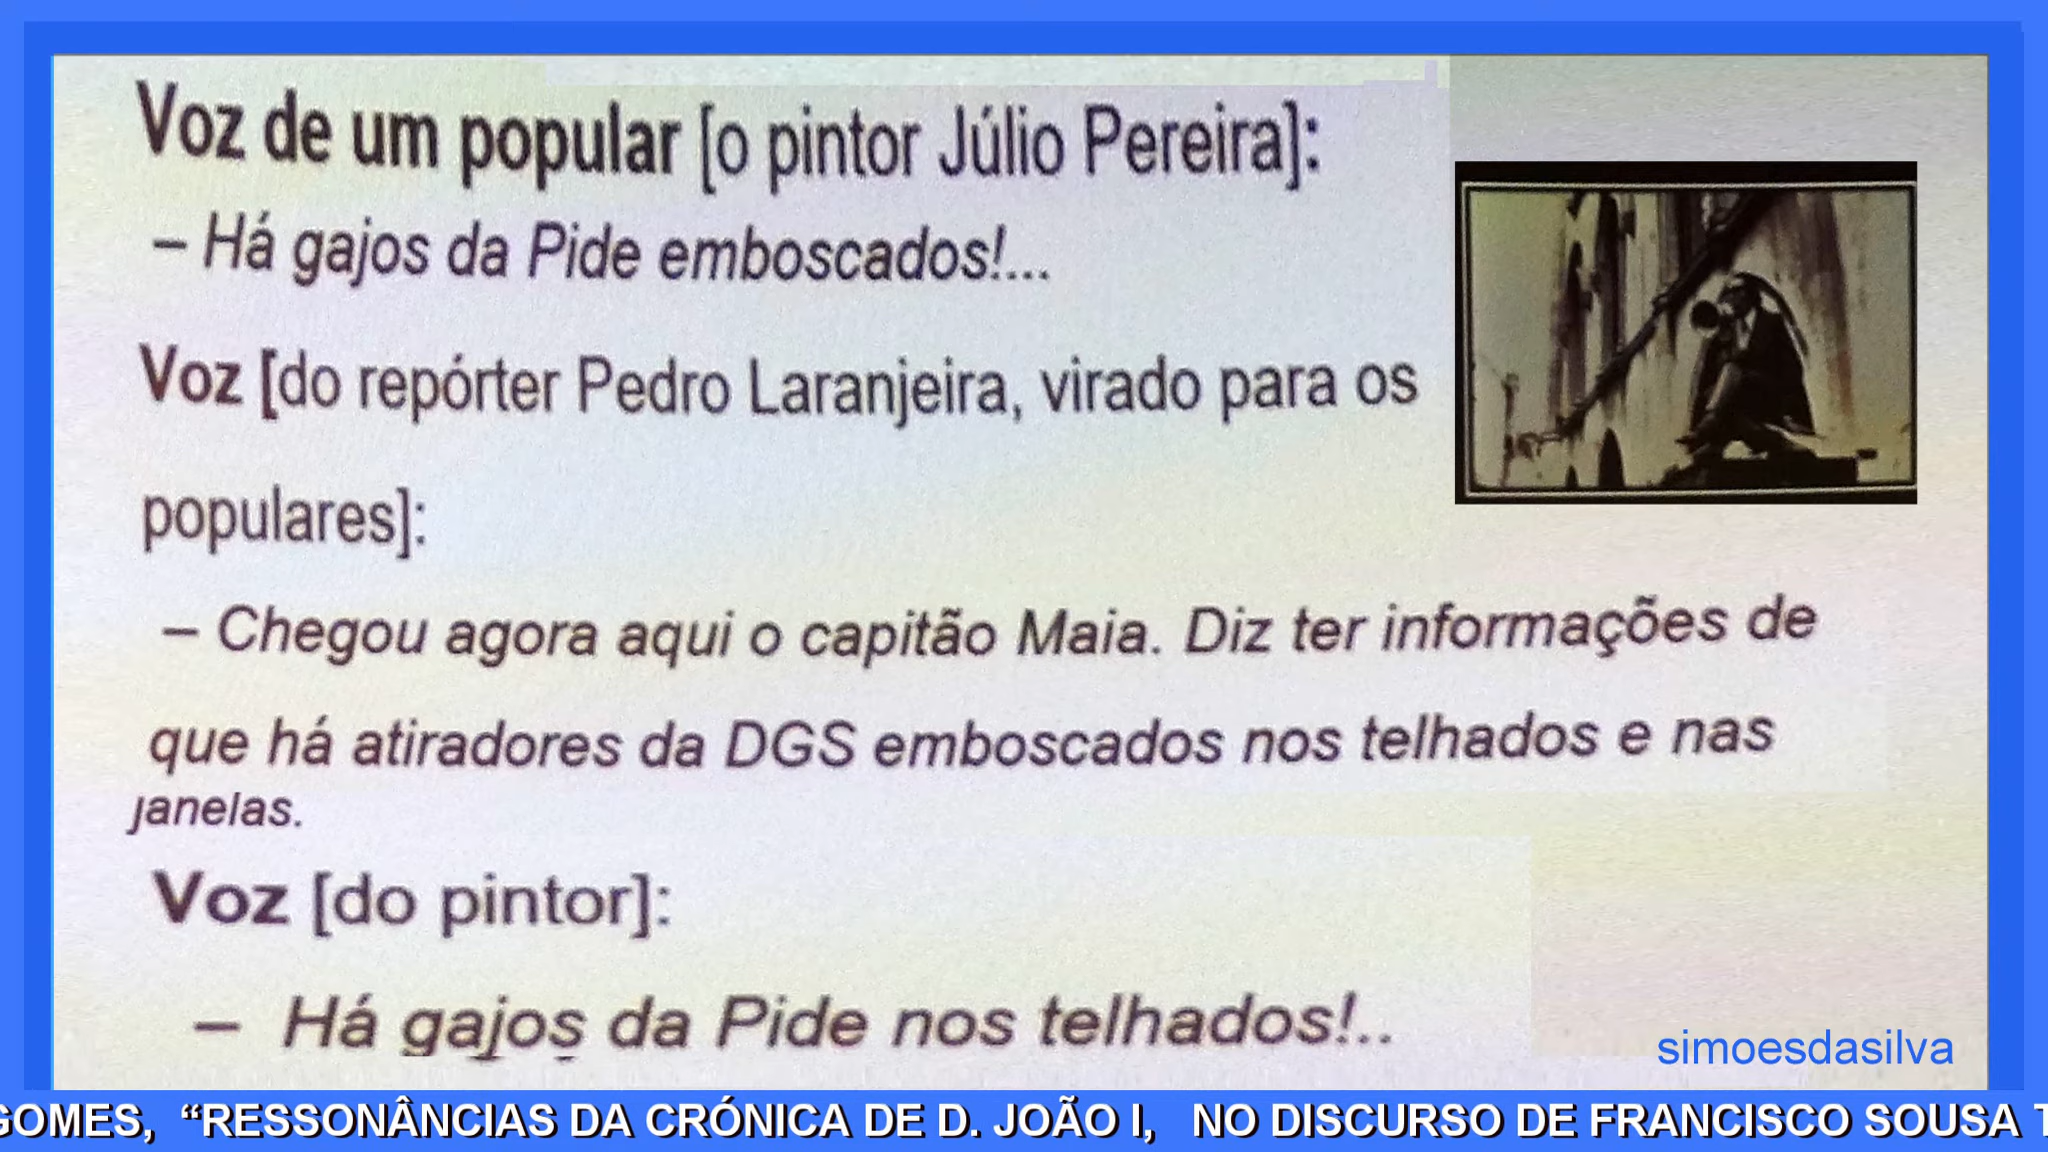 Voz de um popular [o pintor Júlio Pereira]:
– Há gajos da Pide emboscados!...
Voz [do repórter Pedro Laranjeira, virado para os
populares]:
– Chegou agora aqui o capitão Maia. Diz ter informações de
que há atiradores da DGS emboscados nos telhados e nas
janelas.
Voz [do pintor]:
– Há gajos da Pide nos telhados!..
simoesdasilva
GOMES, “RESSONÂNCIAS DA CRÓNICA DE D. JOÃO I, NO DISCURSO DE FRANCISCO SOUSA T